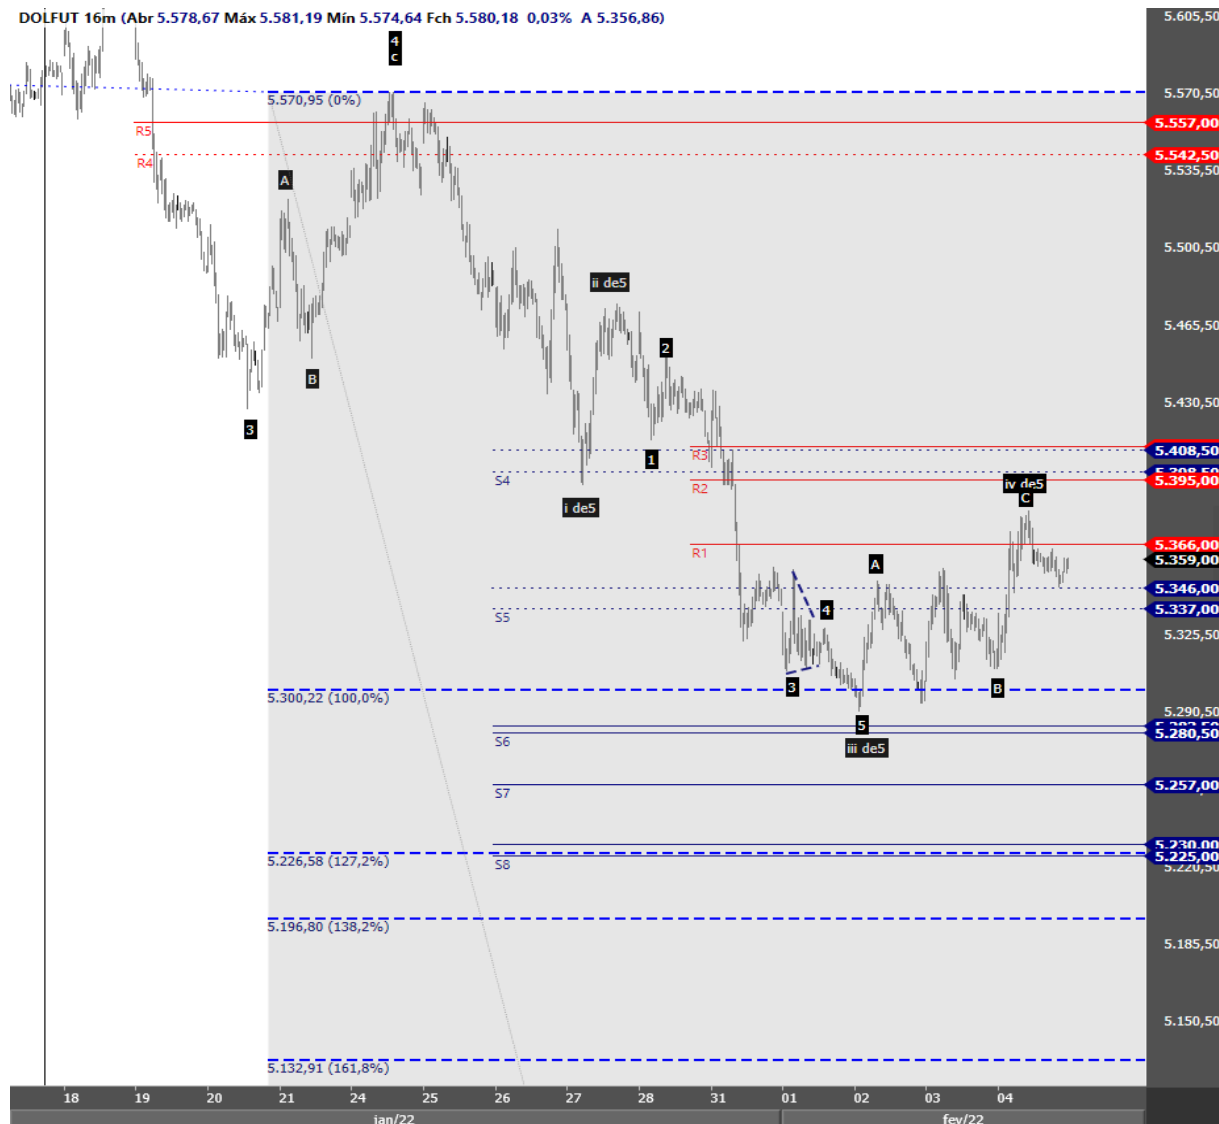 DOLFUT 16m (Abr 5.578,67 Máx 5.581,19 Mín 5.574,64 Fch 5.580,18 0,03% A 5.356,86)
5.605,50
4
c
5.570,95 (0%)
5.570,50
R5
5.557,00
R4
5.542,50
5.535,50
A
5.500,50
ii de5
5.465,50
2
B
5.430,50
3
1
R3
5.408,50
S4
R2
5.395,00
iv de5
C
i de5
R1
5.366,00
5.359,00
A
5.346,00
S5
4
5.337,00
5.325,50
5.300,22 (100,0%)
3
B
5.290,50
5
S6
5.280,50
iii de5
S7
5.257,00
5.230,00
5.226,58 (127,2%)
S8
5.225,00
5.220,50
5.196,80 (138,2%)
5.185,50
5.150,50
5.132,91 (161,8%)
18 19 20 21 24 25 26 27 28 31 01 02 03 04
jan/22 fev/22